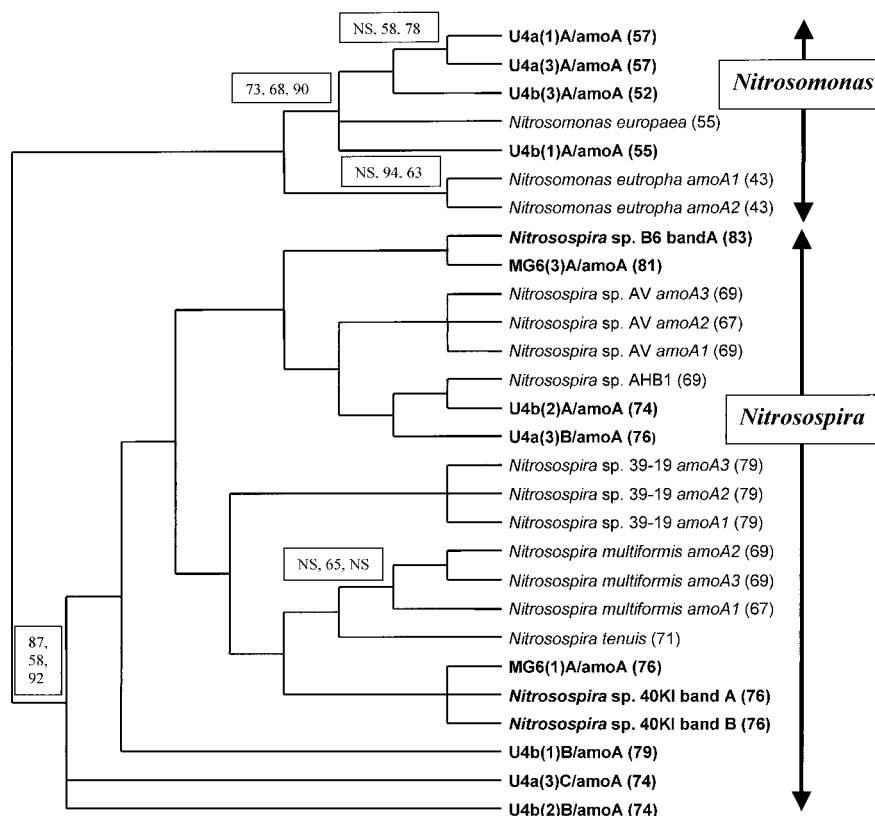 NS, 58, 78
U4a(1)A/amoA (57)
U4a(3)A/amoA (57)
Nitrosomonas
73, 68, 90
U4b(3)A/amoA (52)
Nitrosomonas europaea (55)
U4b(1)A/amoA (55)
NS, 94, 63
Nitrosomonas eutropha amoA1 (43)
Nitrosomonas eutropha amoA2 (43)
Nitrosospira sp. B6 bandA (83)
MG6(3)A/amoA (81)
Nitrosospira sp. AV amoA3 (69)
Nitrosospira sp. AV amoA2 (67)
Nitrosospira sp. AV amoA1 (69)
Nitrosospira sp. AHB1 (69)
U4b(2)A/amoA (74)
Nitrosospira
U4a(3)B/amoA (76)
Nitrosospira sp. 39-19 amoA3 (79)
Nitrosospira sp. 39-19 amoA2 (79)
Nitrosospira sp. 39-19 amoA1 (79)
Nitrosospira multiformis amoA2 (69)
NS, 65, NS
Nitrosospira multiformis amoA3 (69)
Nitrosospira multiformis amoA1 (67)
Nitrosospira tenuis (71)
87,
58,
92
MG6(1)A/amoA (76)
Nitrosospira sp. 40KI band A (76)
Nitrosospira sp. 40KI band B (76)
U4b(1)B/amoA (79)
U4a(3)C/amoA (74)
U4b(2)B/amoA (74)